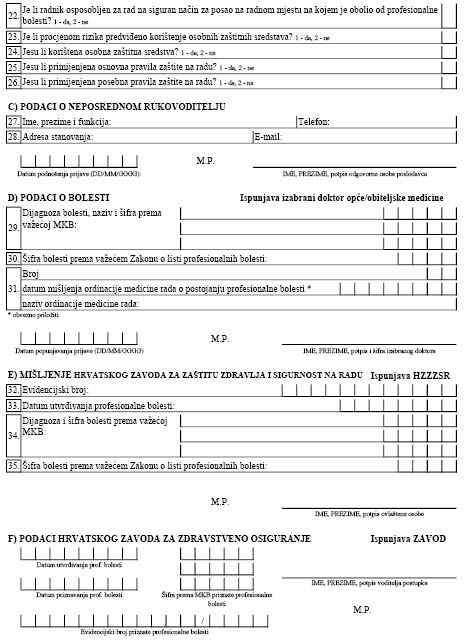 22. Je li radnik osposobljen za rad na siguran način za posao na radnom mjestu na kojem je obolio od profesionalne
bolesti? 1 - da, 2 - ne
23. Je li procjenom rizika predviđeno korištenje osobnih zaštitnih sredstava? 1 - da, 2 - ne
24. Jesu li korištena osobna zaštitna sredstva? 1 - da, 2 - ne
25. Jesu li primijenjena osnovna pravila zaštite na radu? 1 - da, 2 - ne
26. Jesu li primijenjena posebna pravila zaštite na radu? 1 - da, 2 - ne
C) PODACI O NEPOSREDNOM RUKOVODITELJU
27. Ime, prezime i funkcija: Telefon:
28. Adresa stanovanja: E-mail:
M.P.
Datum podnošenja prijave (DD/MM/GGGG): IME, PREZIME, potpis odgovorne osobe poslodavca
D) PODACI O BOLESTI Ispunjava izabrani doktor opće/obiteljske medicine
29. Dijagnoza bolesti, naziv i šifra prema
važećoj MKB:
30. Šifra bolesti prema važećem Zakonu o listi profesionalnih bolesti:
Broj
31. datum mišljenja ordinacije medicine rada o postojanju profesionalne bolesti *
naziv ordinacije medicine rada:
* obvezno priložiti
M.P.
Datum popunjavanja prijave (DD/MM/GGGG) IME, PREZIME, potpis i šifra izabranog doktora
E) MIŠLJENJE HRVATSKOG ZAVODA ZA ZAŠTITU ZDRAVLJA I SIGURNOST NA RADU Ispunjava HZZZSR
32. Evidencijski broj:
33. Datum utvrđivanja profesionalne bolesti:
34. Dijagnoza i šifra bolesti prema važećoj
MKB:
35. Šifra bolesti prema važećem Zakonu o listi profesionalnih bolesti:
M.P.
IME, PREZIME, potpis ovlaštene osobe
F) PODACI HRVATSKOG ZAVODA ZA ZDRAVSTVENO OSIGURANJE Ispunjava ZAVOD
Datum utvrđivanja prof. bolesti
IME, PREZIME, potpis voditelja postupka
Datum priznavanja prof. bolesti Šifra prema MKB priznate profesionalne
bolesti
M.P.
/
Evidencijski broj priznate profesionalne bolesti